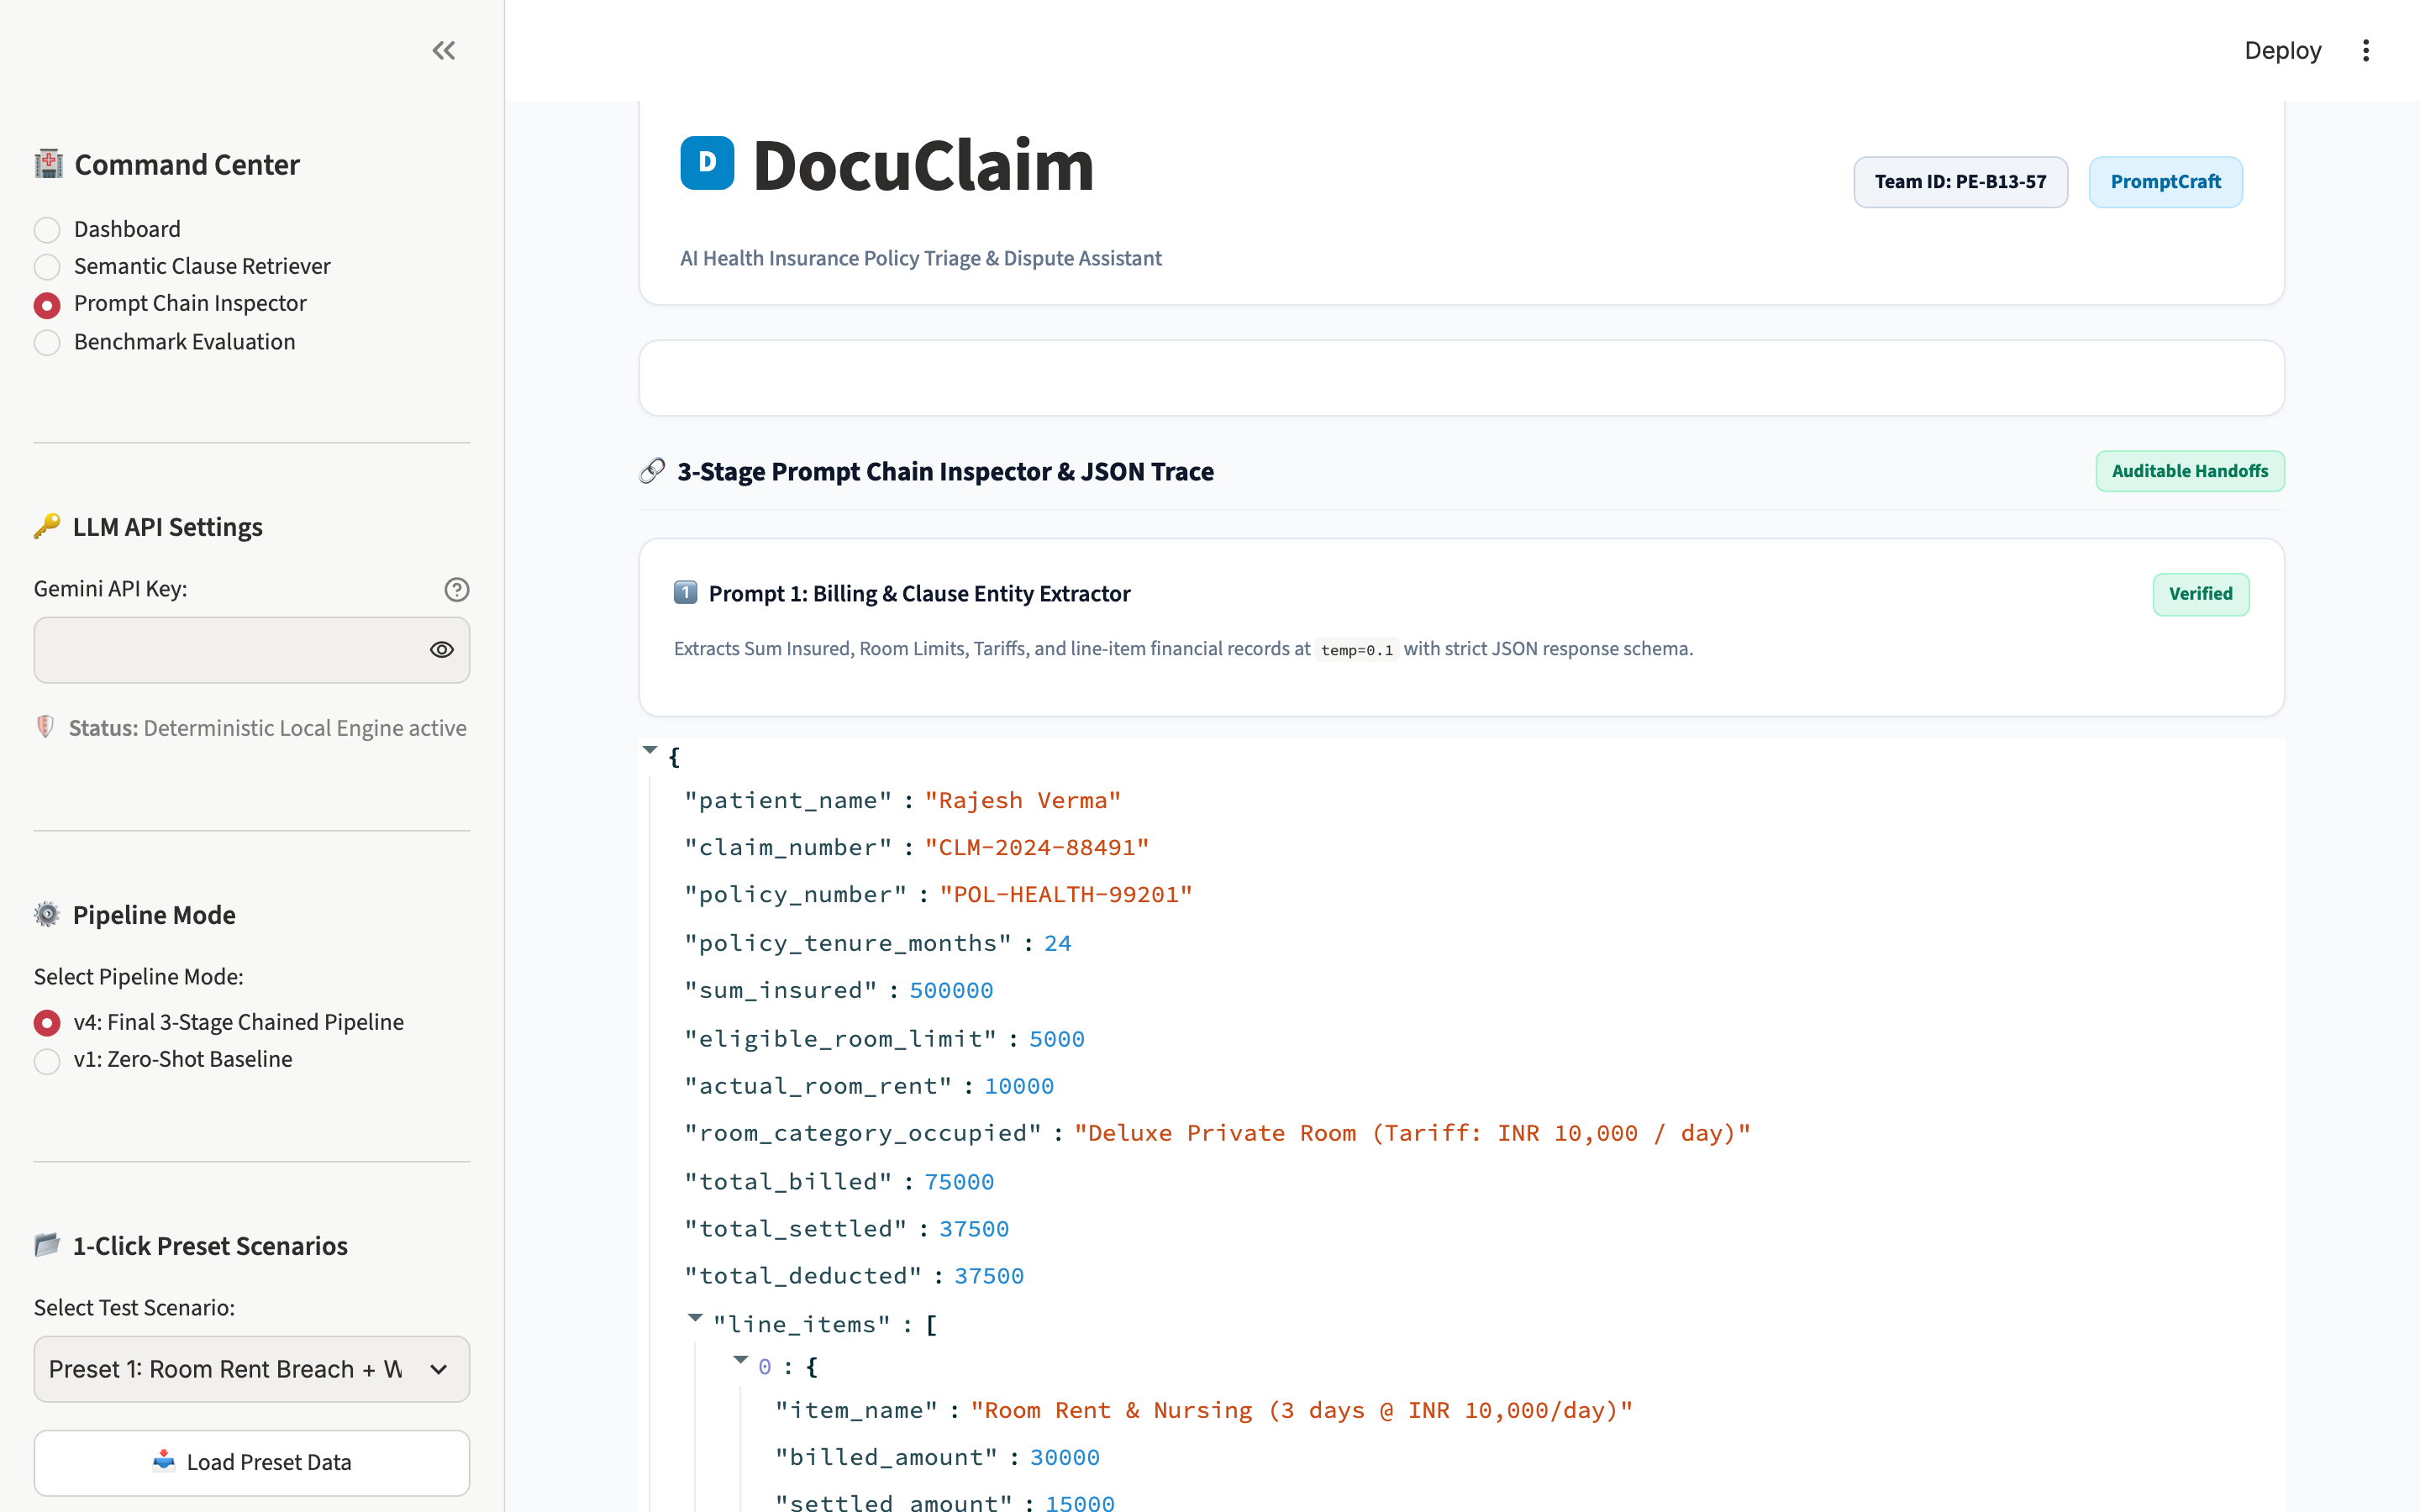 Deploy
Command Center
Dashboard
Semantic Clause Retriever
Prompt Chain Inspector
Benchmark Evaluation
LLM API Settings
Gemini API Key:
Status: Deterministic Local Engine active
Pipeline Mode
Select Pipeline Mode:
v4: Final 3-Stage Chained Pipeline
v1: Zero-Shot Baseline
1-Click Preset Scenarios
Select Test Scenario:
Preset 1: Room Rent Breach +
Load Preset Data
D DocuClaim
Team ID: PE-B13-57
PromptCraft
AI Health Insurance Policy Triage & Dispute Assistant
3-Stage Prompt Chain Inspector & JSON Trace
Auditable Handoffs
1 Prompt 1: Billing & Clause Entity Extractor
Verified
Extracts Sum Insured, Room Limits, Tariffs, and line-item financial records at temp=0.1 with strict JSON response schema.
{
"patient_name" : "Rajesh Verma"
"claim_number" : "CLM-2024-88491"
"policy_number" : "POL-HEALTH-99201"
"policy_tenure_months" : 24
"sum_insured" : 500000
"eligible_room_limit" : 5000
"actual_room_rent" : 10000
"room_category_occupied" : "Deluxe Private Room (Tariff: INR 10,000 / day)"
"total_billed" : 75000
"total_settled" : 37500
"total_deducted" : 37500
"line_items" : [
0 : {
"item_name" : "Room Rent & Nursing (3 days @ INR 10,000/day)"
"billed_amount" : 30000
"settled_amount" : 15000